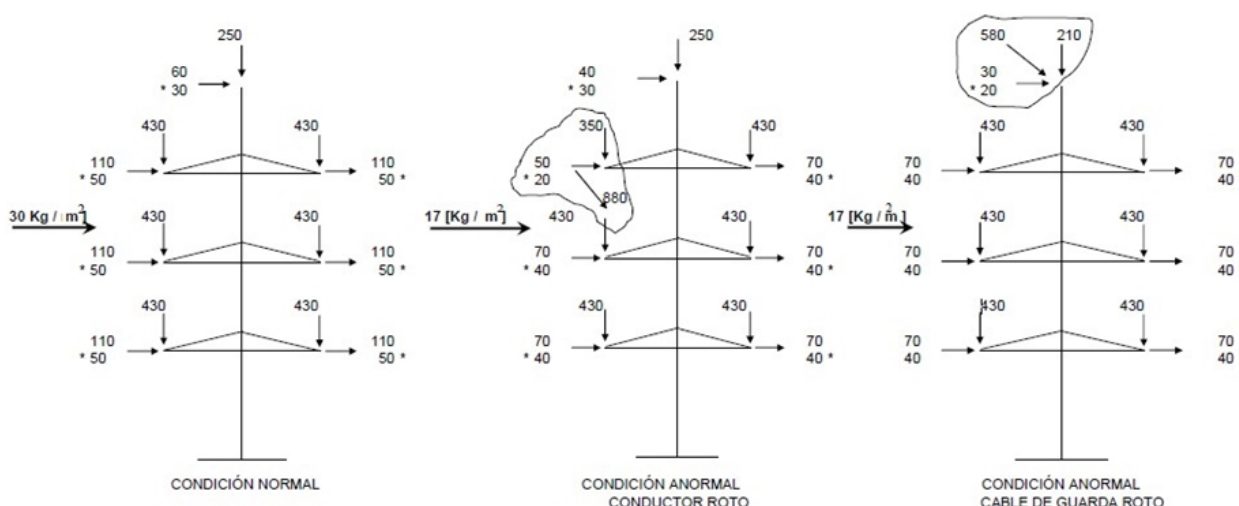 250
60
* 30
430 430
110 110
* 50 50 *
30 Kg / m²]
430 430
110 110
* 50 50 *
430 430
110 110
* 50 50 *
CONDICIÓN NORMAL
250
40
* 30
350 430
50 70
* 20 40 *
880
17 [Kg / m²]
430 430
70 70
* 40 40 *
430 430
70 70
* 40 40 *
CONDICIÓN ANORMAL
CONDUCTOR ROTO
580 210
30
* 20
430 430
70 70
40 40
17 [Kg / m²]
430 430
70 70
40 40
430 430
70 70
40 40
CONDICIÓN ANORMAL
CABLE DE GUARDA ROTO